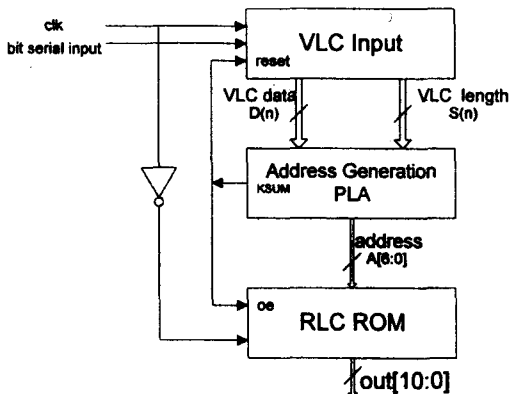 clk
bit serial input
VLC Input
reset
VLC data
D(n)
VLC length
S(n)
Address Generation
PLA
KSUM
address
A[6:0]
oe
RLC ROM
out[10:0]